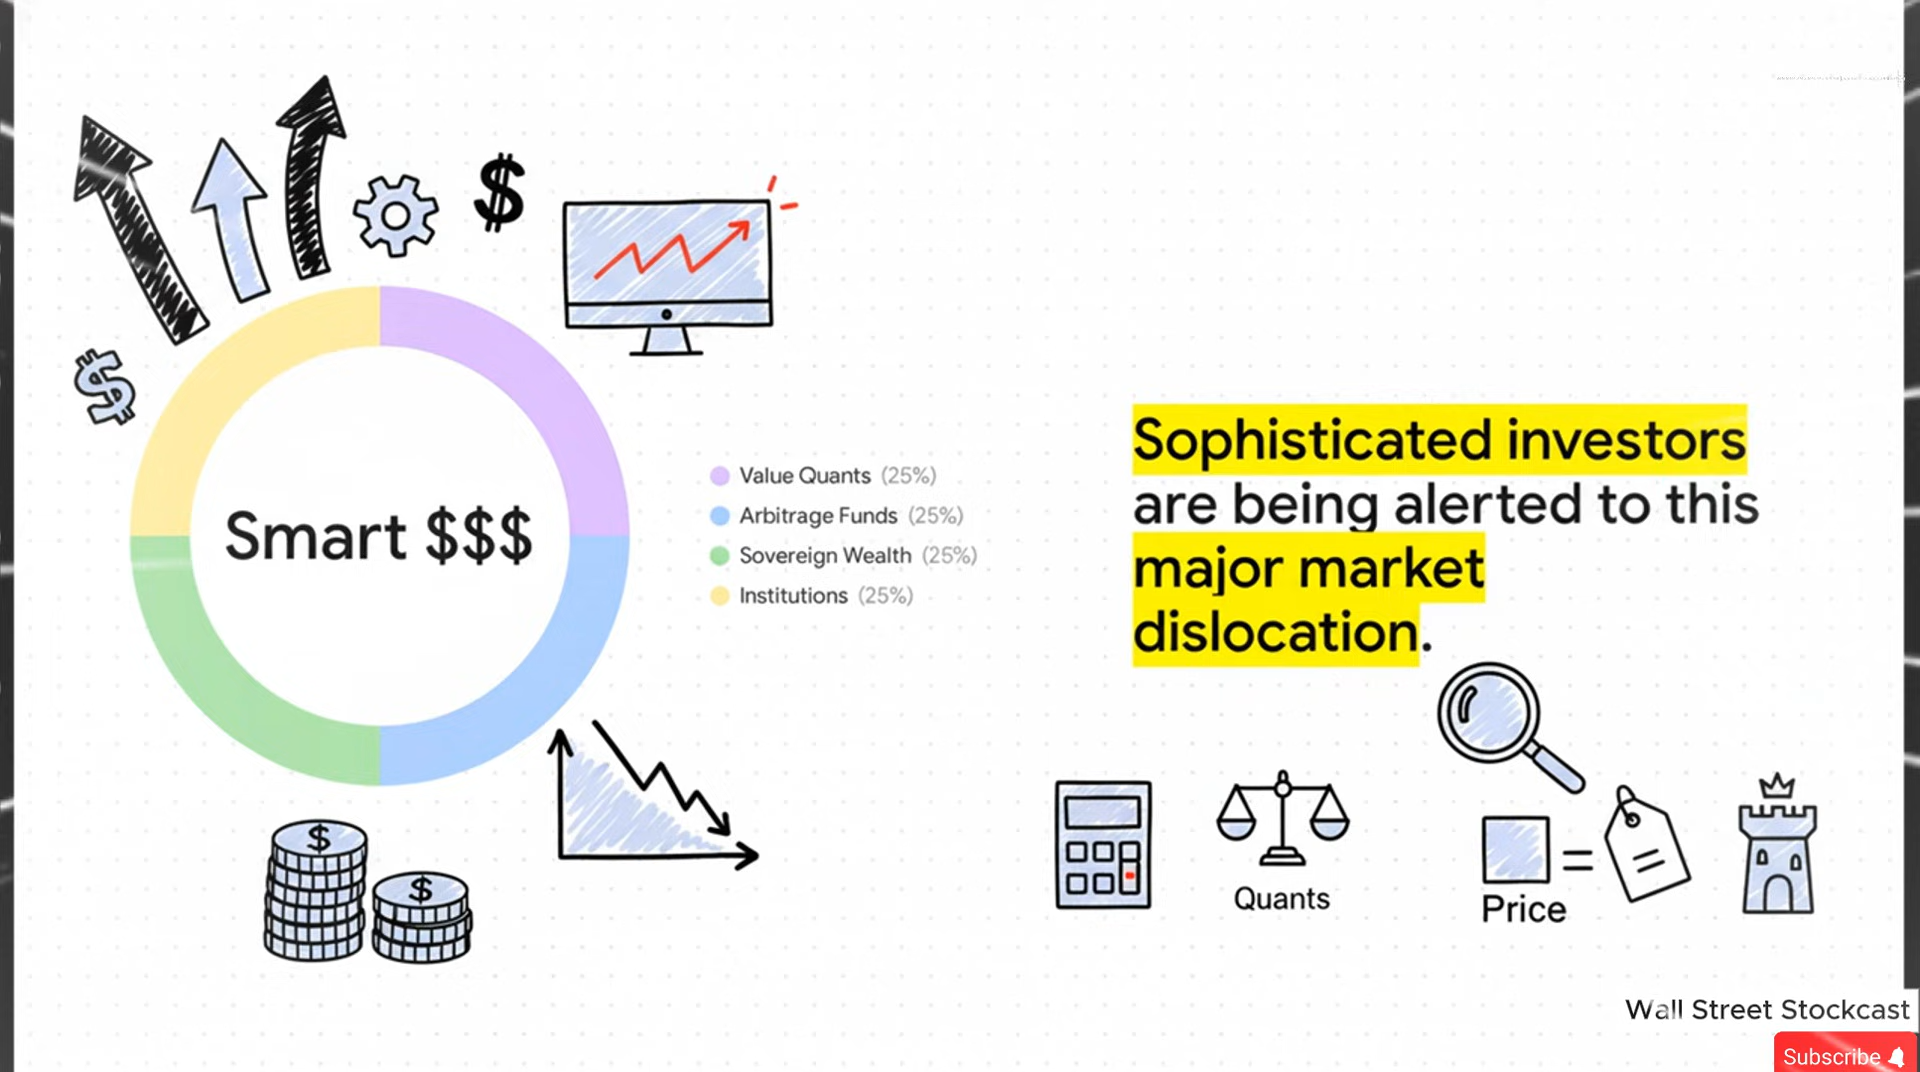 Smart $$$
Value Quants (25%)
Arbitrage Funds (25%)
Sovereign Wealth (25%)
Institutions (25%)
Sophisticated investors
are being alerted to this
major market
dislocation.
Quants
Price
Wall Street Stockcast
Subscribe